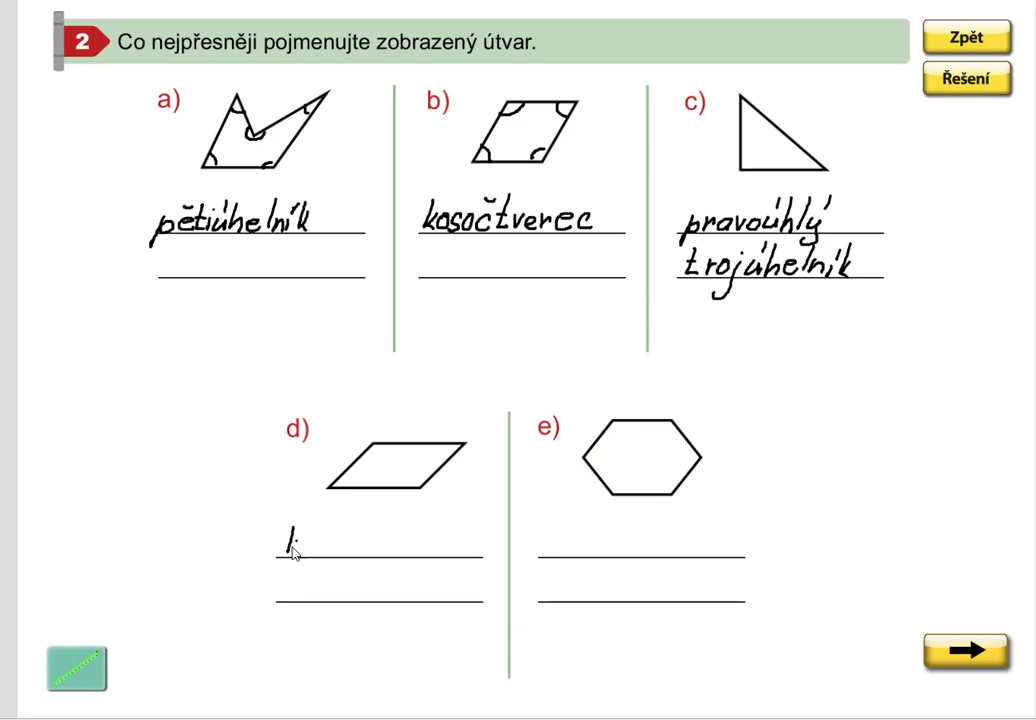 2 Co nejpřesněji pojmenujte zobrazený útvar.
Zpět
Řešení
a)
b)
c)
pětiúhelník
kosočtverec
pravoúhlý
trojúhelník
d)
e)